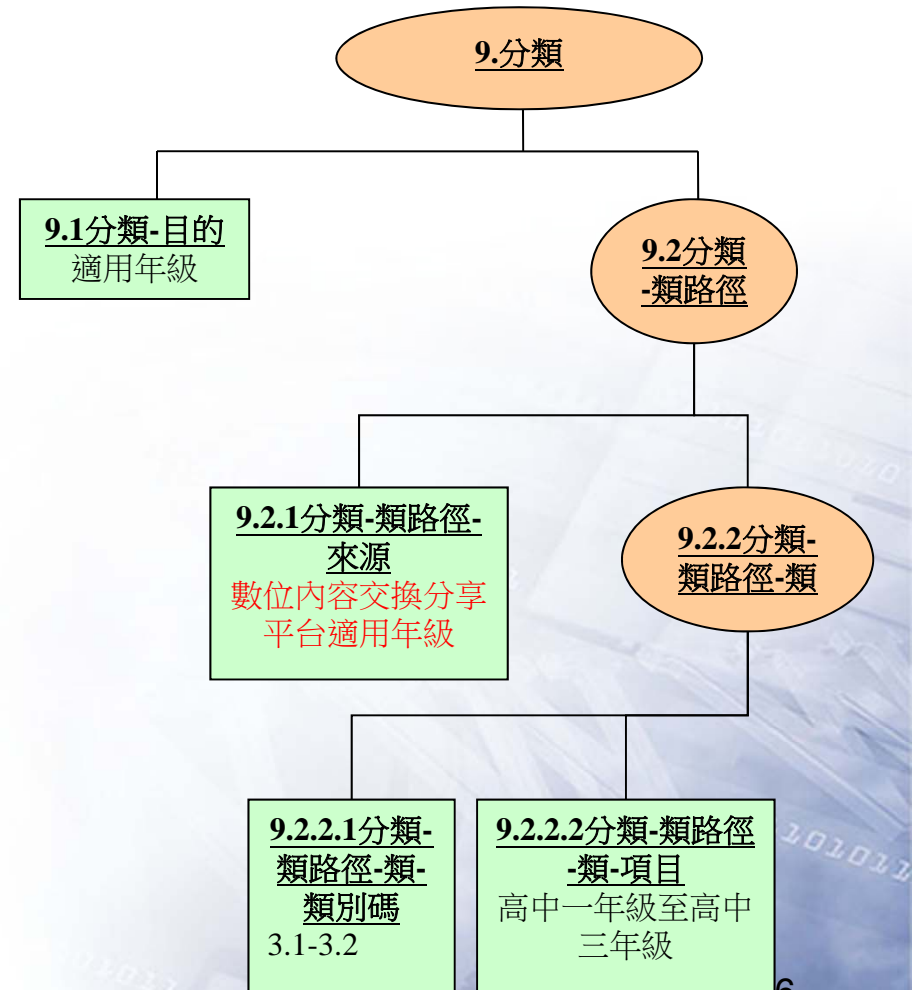 9.分類
9.1分類-目的
適用年級
9.2分類
-類路徑
9.2.1分類-類路徑-
來源
數位內容交換分享
平台適用年級
9.2.2分類-
類路徑-類
9.2.2.1分類-
類路徑-類-
類別碼
3.1-3.2
9.2.2.2分類-類路徑
-類-項目
高中一年級至高中
三年級